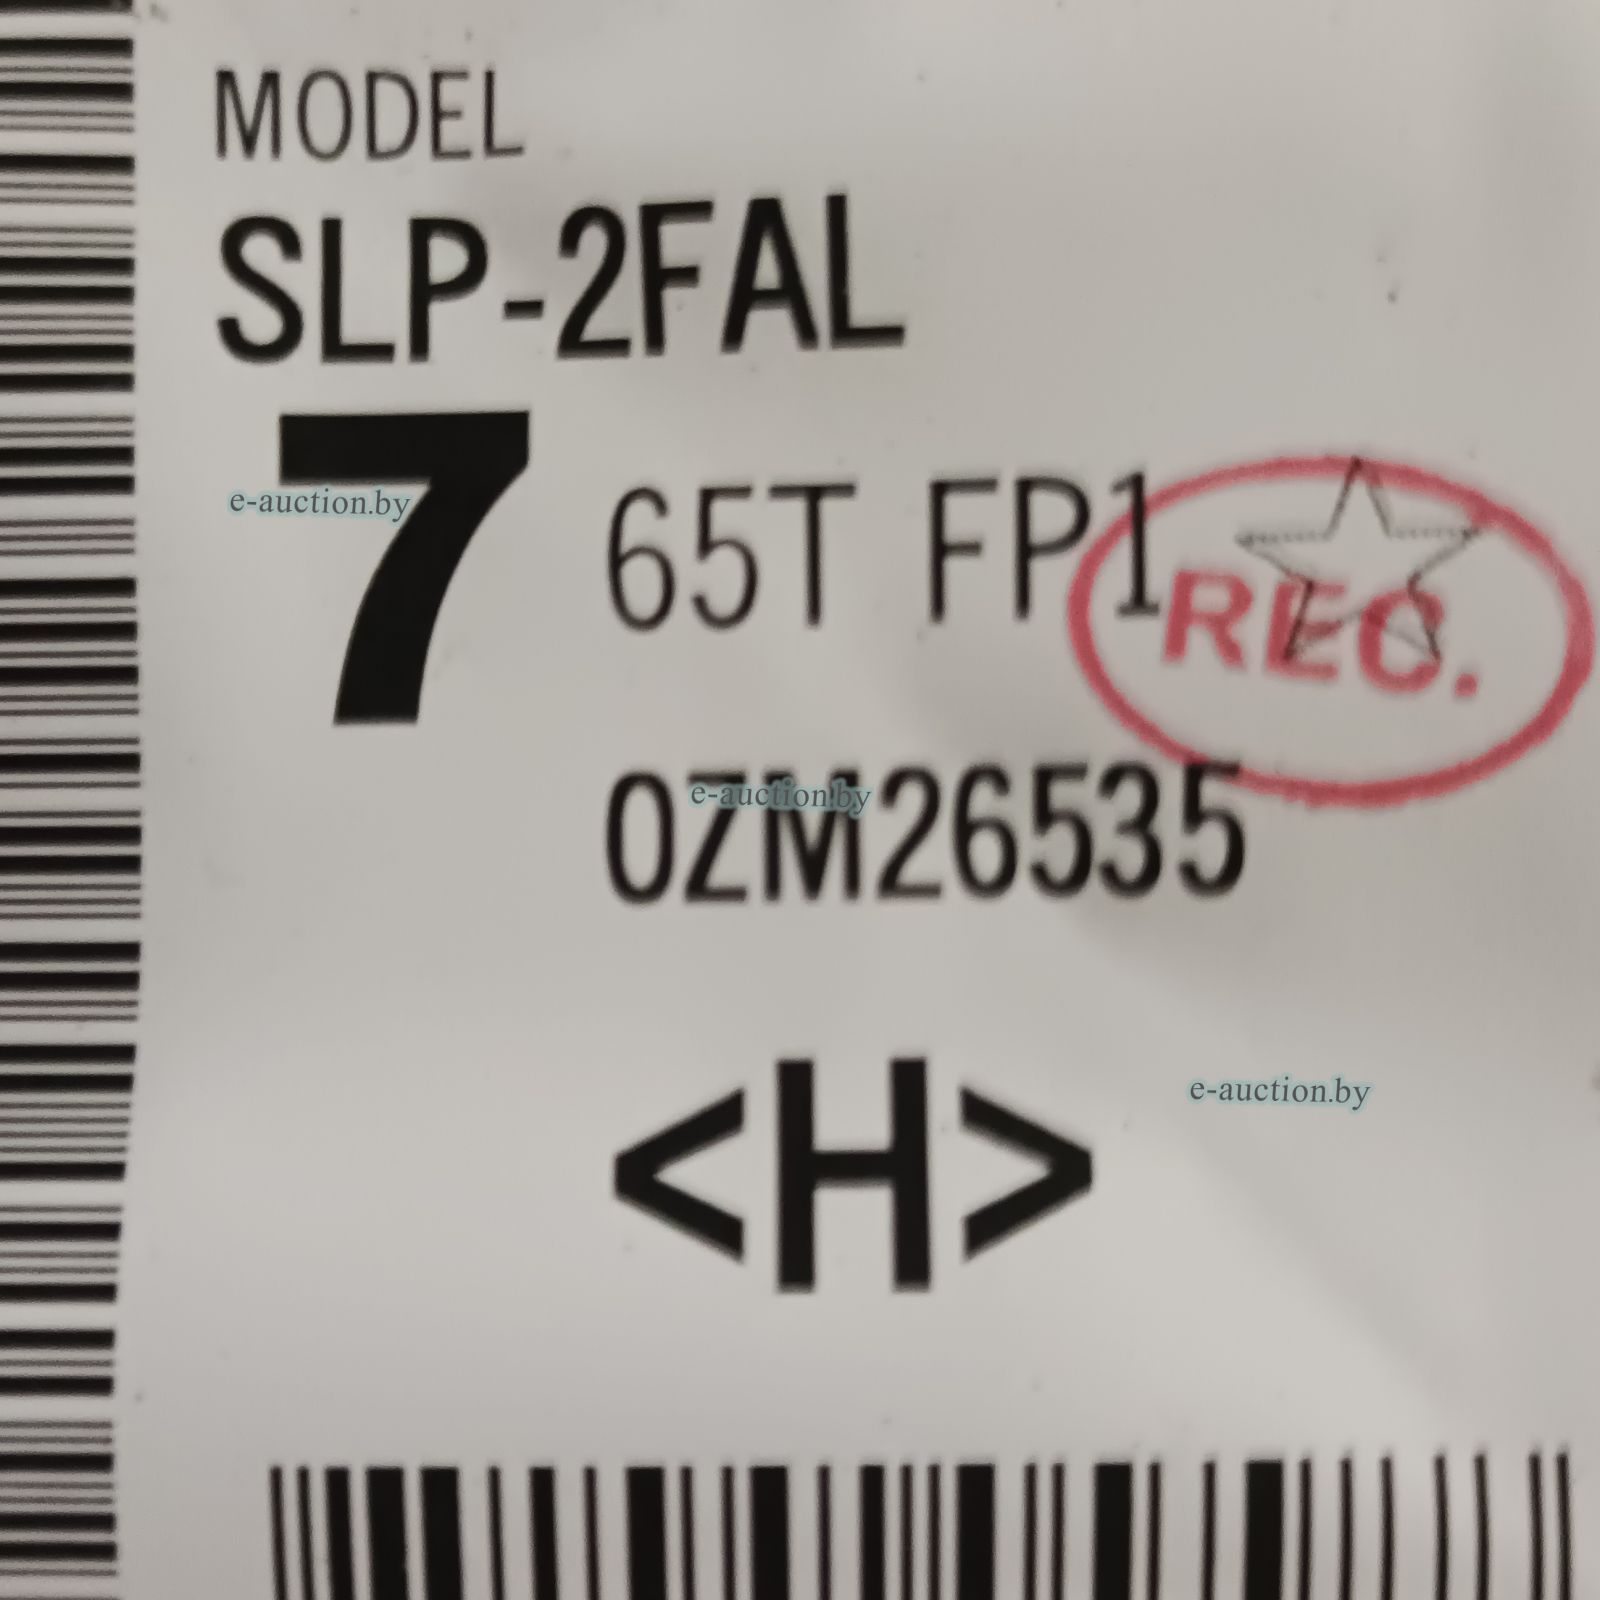 MODEL
SLP-2FAL
7 65T FP1 ☆
REC.
e-auction.by
0ZM26535
e-auction.by
<H>
e-auction.by